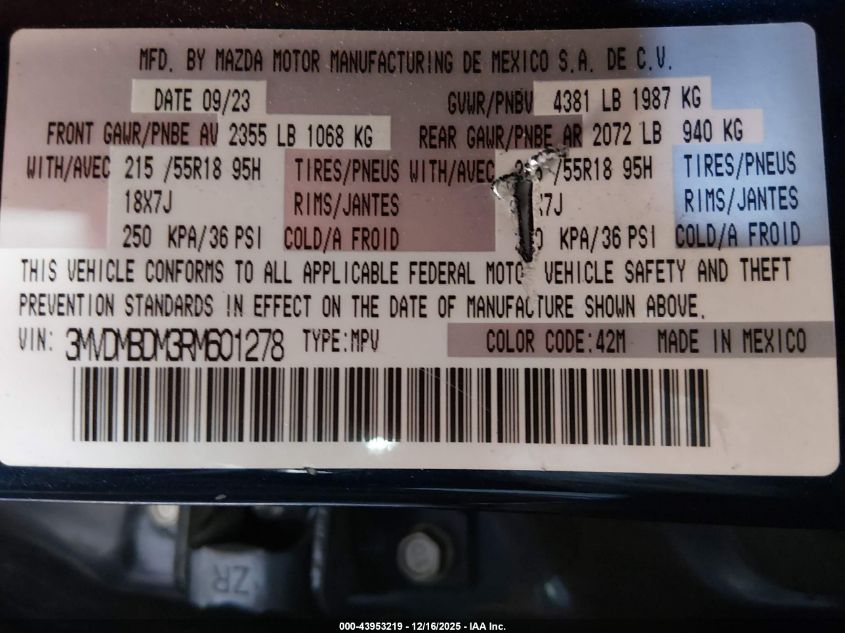 MFD. BY MAZDA MOTOR MANUFACTURING DE MEXICO S.A. DE C.V.
DATE 09/23 GVWR/PNBV 4381 LB 1987 KG
FRONT GAWR/PNBE AV 2355 LB 1068 KG REAR GAWR/PNBE AR 2072 LB 940 KG
WITH/AVEC 215 /55R18 95H TIRES/PNEUS WITH/AVEC /55R18 95H TIRES/PNEUS
18X7J RIMS/JANTES RIMS/JANTES
250 KPA/36 PSI COLD/A FROID KPA/36 PSI COLD/A FROID
THIS VEHICLE CONFORMS TO ALL APPLICABLE FEDERAL MOTOR VEHICLE SAFETY AND THEFT
PREVENTION STANDARDS IN EFFECT ON THE DATE OF MANUFACTURE SHOWN ABOVE.
VIN: 3MVDMBDM3RM601278 TYPE:MPV COLOR CODE:42M MADE IN MEXICO
ZR
000-43953219 - 12/16/2025 - IAA Inc.